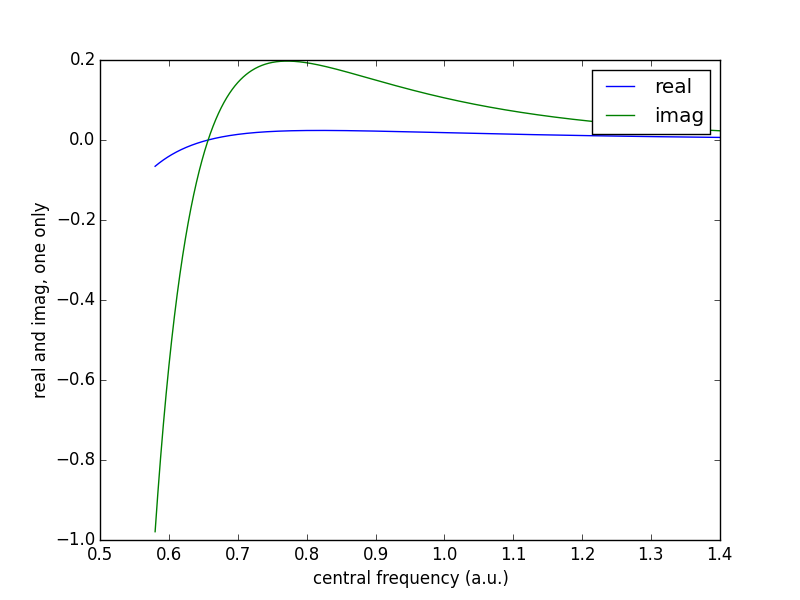 real
imag
0.2
0.0
−0.2
−0.4
−0.6
−0.8
−1.0
real and imag, one only
0.5 0.6 0.7 0.8 0.9 1.0 1.1 1.2 1.3 1.4
central frequency (a.u.)